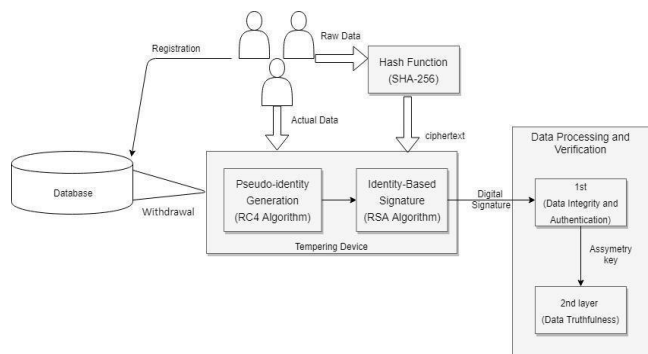 Raw Data
Registration
Hash Function
(SHA-256)
Actual Data
ciphertext
Data Processing and
Verification
Database
Withdrawal
Pseudo-identity
Generation
(RC4 Algorithm)
Identity-Based
Signature
(RSA Algorithm)
Tempering Device
Digital
Signature
1st
(Data Integrity and
Authentication)
Assymetry
key
2nd layer
(Data Truthfulness)